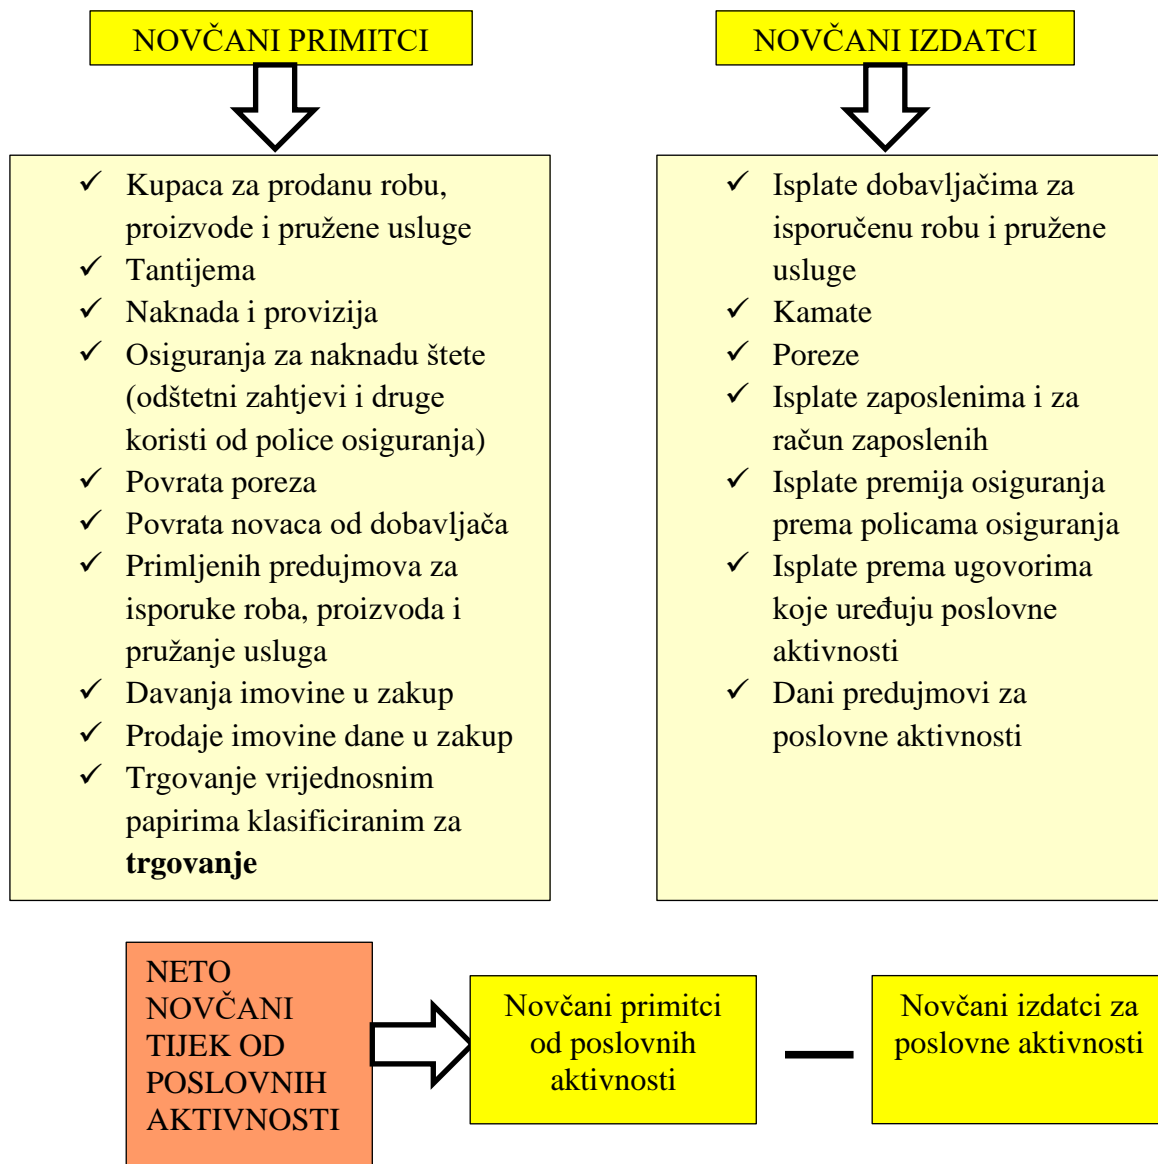 NOVČANI PRIMITCI
NOVČANI IZDATCI
✓ Kupaca za prodanu robu,
proizvode i pružene usluge
✓ Tantijema
✓ Naknada i provizija
✓ Osiguranja za naknadu štete
(odštetni zahtjevi i druge
koristi od police osiguranja)
✓ Povrata poreza
✓ Povrata novaca od dobavljača
✓ Primljenih predujmova za
isporuke roba, proizvoda i
pružanje usluga
✓ Davanja imovine u zakup
✓ Prodaje imovine dane u zakup
✓ Trgovanje vrijednosnim
papirima klasificiranim za
trgovanje
✓ Isplate dobavljačima za
isporučenu robu i pružene
usluge
✓ Kamate
✓ Poreze
✓ Isplate zaposlenima i za
račun zaposlenih
✓ Isplate premija osiguranja
prema policama osiguranja
✓ Isplate prema ugovorima
koje uređuju poslovne
aktivnosti
✓ Dani predujmovi za
poslovne aktivnosti
NETO
NOVČANI
TIJEK OD
POSLOVNIH
AKTIVNOSTI
Novčani primitci
od poslovnih
aktivnosti
—
Novčani izdatci za
poslovne aktivnosti